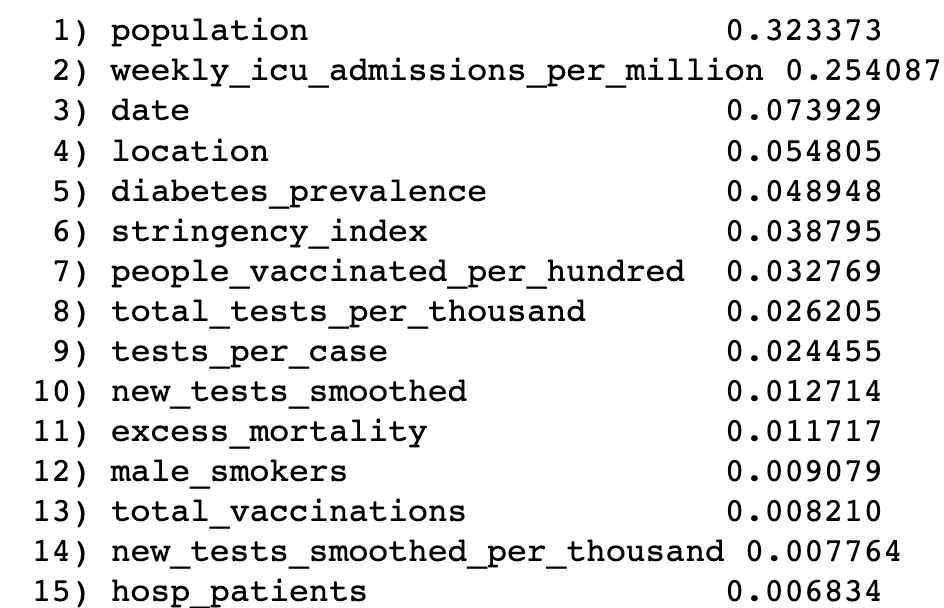 1) population 0.323373
2) weekly_icu_admissions_per_million 0.254087
3) date 0.073929
4) location 0.054805
5) diabetes_prevalence 0.048948
6) stringency_index 0.038795
7) people_vaccinated_per_hundred 0.032769
8) total_tests_per_thousand 0.026205
9) tests_per_case 0.024455
10) new_tests_smoothed 0.012714
11) excess_mortality 0.011717
12) male_smokers 0.009079
13) total_vaccinations 0.008210
14) new_tests_smoothed_per_thousand 0.007764
15) hosp_patients 0.006834